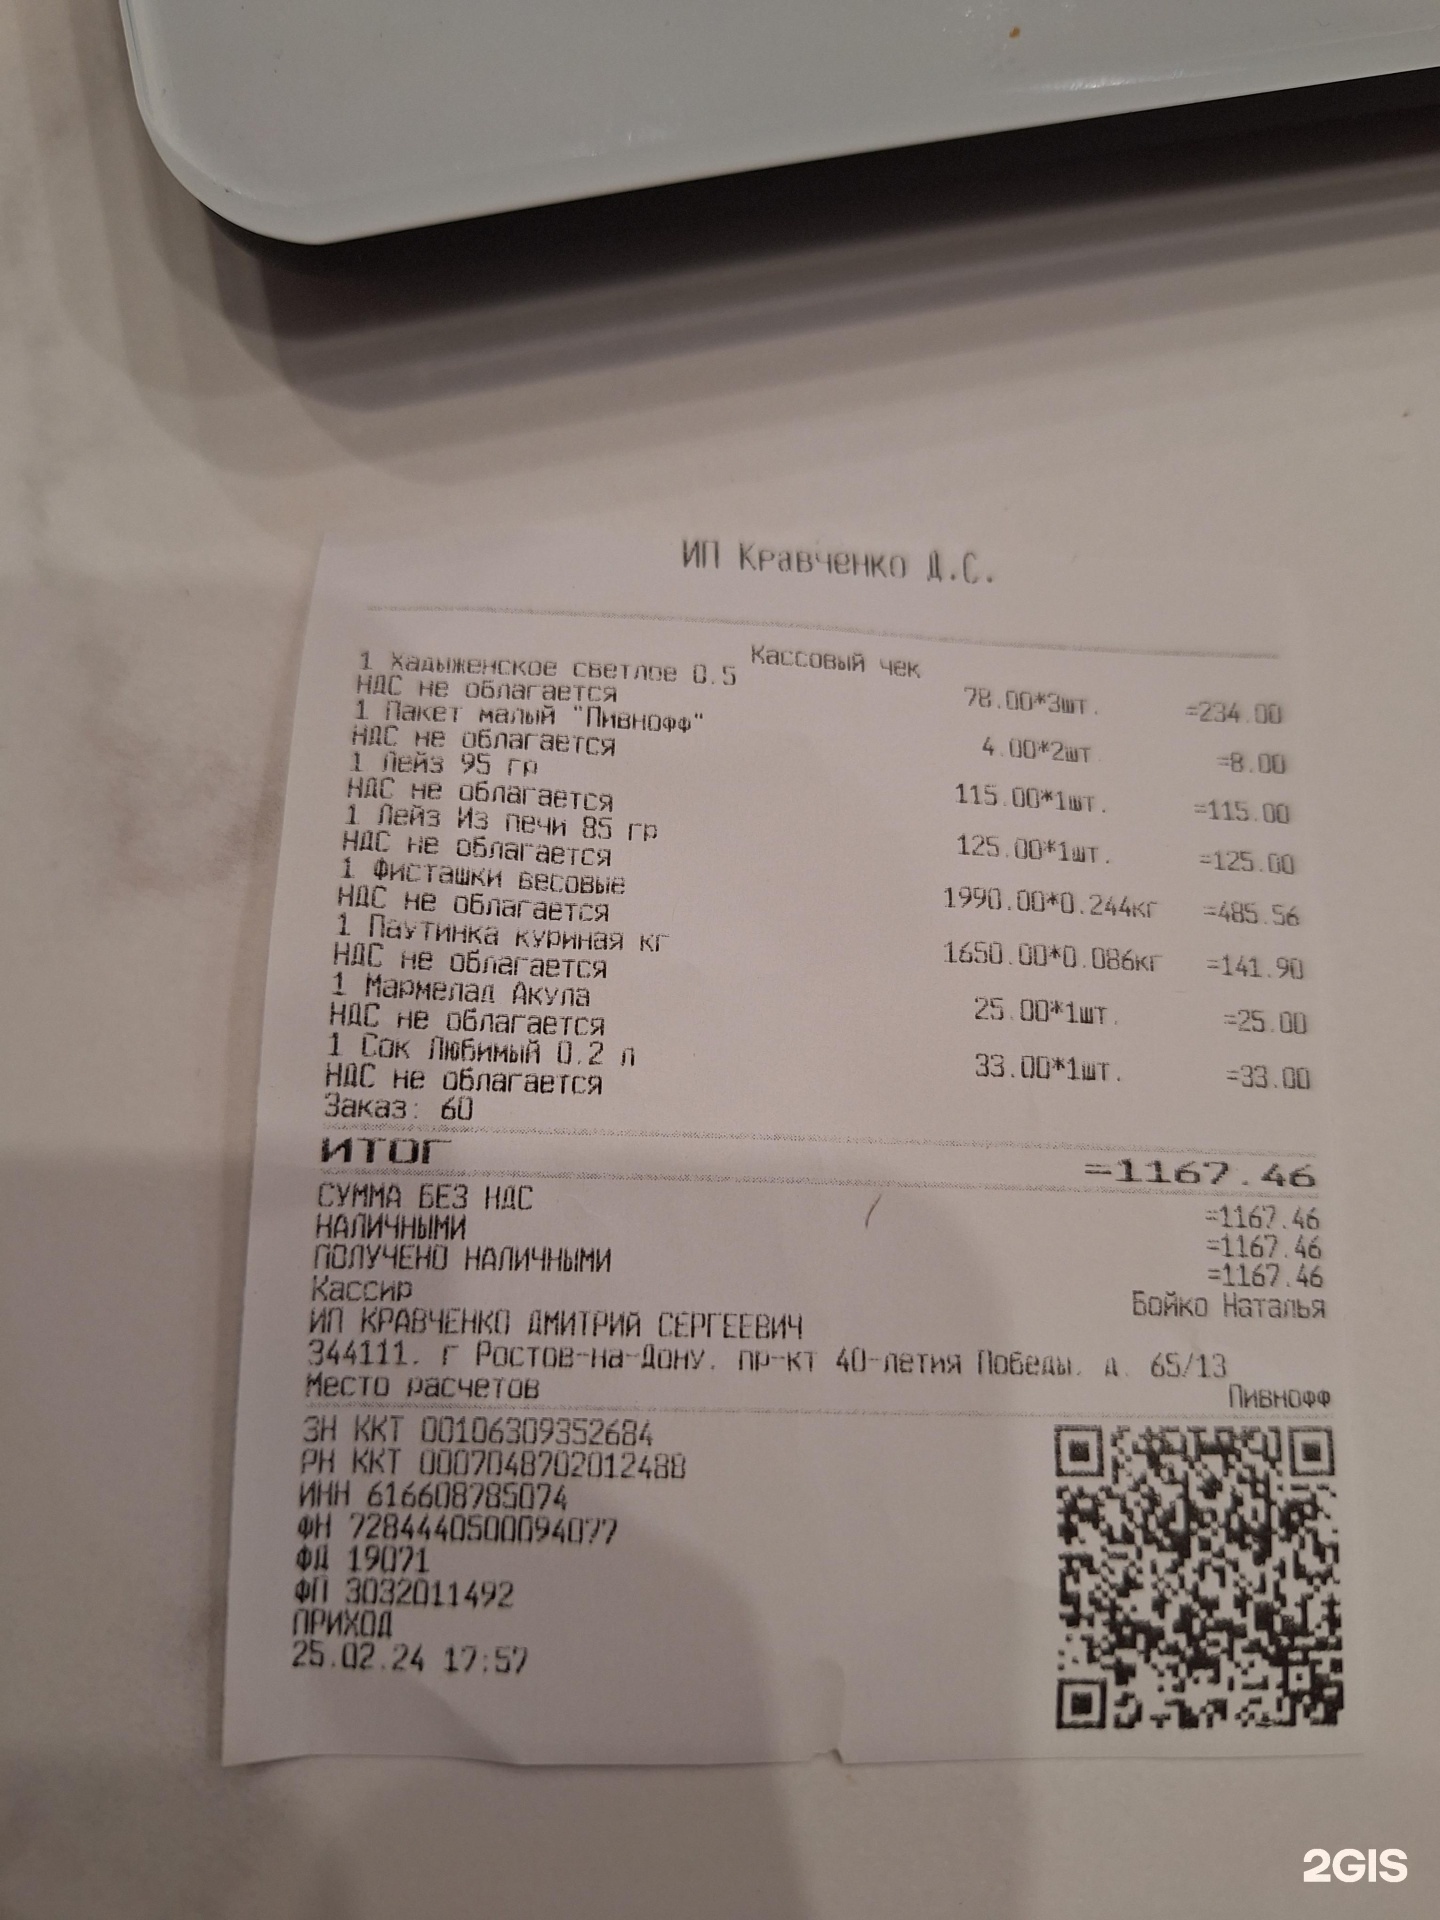 ИП Кравченко Д.С.
Кассовый чек
1 Хадыженское светлое 0.5
78.00*3шт. =234.00
НДС не облагается
1 Пакет малый "Пивнофф"
4.00*2шт. =8.00
НДС не облагается
1 Лейз 95 гр
115.00*1шт. =115.00
НДС не облагается
1 Лейз Из печи 85 гр
125.00*1шт. =125.00
НДС не облагается
1 Фисташки весовые
1990.00*0.244кг =485.56
НДС не облагается
1 Паутинка куриная кг
1650.00*0.086кг =141.90
НДС не облагается
1 Мармелад Акула
25.00*1шт. =25.00
НДС не облагается
1 Сок Любимый 0.2 л
33.00*1шт. =33.00
НДС не облагается
Заказ: 60
ИТОГ =1167.46
СУММА БЕЗ НДС =1167.46
НАЛИЧНЫМИ =1167.46
ПОЛУЧЕНО НАЛИЧНЫМИ =1167.46
Кассир Бойко Наталья
ИП КРАВЧЕНКО ДМИТРИЙ СЕРГЕЕВИЧ
344111, г Ростов-на-Дону, пр-кт 40-летия Победы, д. 65/13
Место расчетов Пивнофф
ЗН ККТ 00106309352684
РН ККТ 0007048702012488
ИНН 616608785074
ФН 7284440500094077
ФД 19071
ФП 3032011492
ПРИХОД
25.02.24 17:57
2GIS